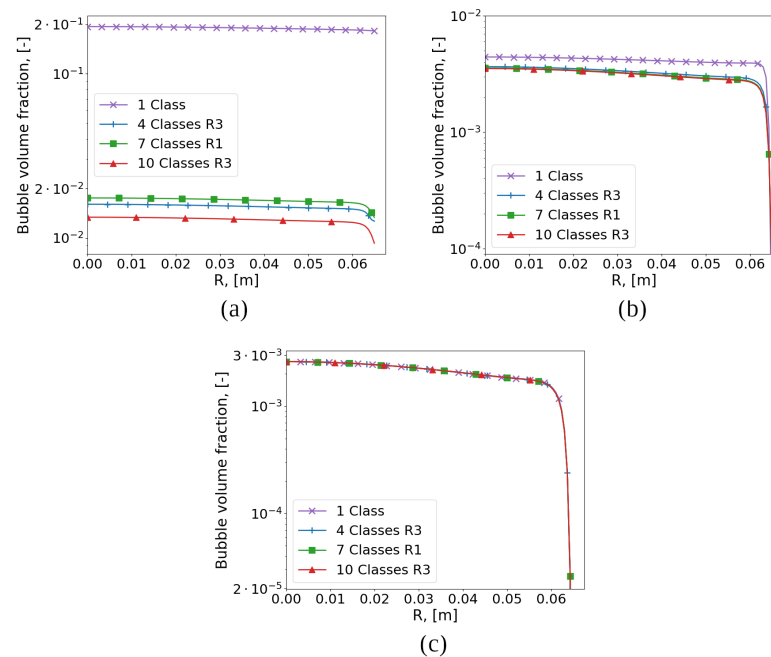 Bubble volume fraction, [-]
2·10⁻¹
10⁻¹
2·10⁻²
10⁻²
1 Class
4 Classes R3
7 Classes R1
10 Classes R3
0.00 0.01 0.02 0.03 0.04 0.05 0.06
R, [m]
(a)
Bubble volume fraction, [-]
10⁻²
10⁻³
10⁻⁴
1 Class
4 Classes R3
7 Classes R1
10 Classes R3
0.00 0.01 0.02 0.03 0.04 0.05 0.06
R, [m]
(b)
Bubble volume fraction, [-]
3·10⁻³
10⁻³
10⁻⁴
2·10⁻⁵
1 Class
4 Classes R3
7 Classes R1
10 Classes R3
0.00 0.01 0.02 0.03 0.04 0.05 0.06
R, [m]
(c)